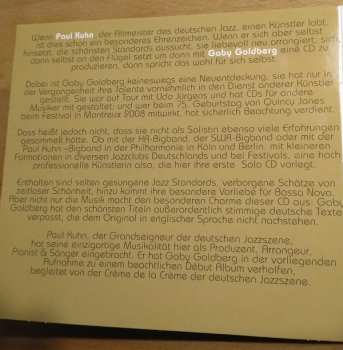 Wenn Paul Kuhn, der Altmeister des deutschen Jazz, einen Künstler lobt,
ist dies schon ein besonderes Ehrenzeichen. Wenn er sich aber selbst
hinsetzt, die schönsten Standards aussucht, sie liebevoll neu arrangiert, sich
dann selbst an den Flügel setzt um dann mit Gaby Goldberg eine CD zu
produzieren, dann spricht das wohl für sich selbst.
Dabei ist Gaby Goldberg keineswegs eine Neuentdeckung, sie hat nur in
der Vergangenheit ihre Talente vornehmlich in den Dienst anderer Künstler
gestellt. Sie war auf Tour mit Udo Jürgens und hat CDs für andere
Musiker mit gestaltet; und wer beim 75. Geburtstag von Quincy Jones
beim Festival in Montreux 2008 mitwirkt, hat sicherlich Beachtung verdient.
Dass heißt jedoch nicht, dass sie nicht als Solistin ebenso viele Erfahrungen
gesammelt hätte. Ob mit der HR-Bigband, der SWR-Bigband oder mit der
Paul Kuhn -Bigband in der Philharmonie in Köln und Berlin, mit kleineren
Formationen in diversen Jazzclubs Deutschlands und bei Festivals, eine hoch
professionelle Künstlerin also, die hier ihre erste Solo CD vorlegt.
Enthalten sind selten gesungene Jazz Standards, verborgene Schätze von
zeitloser Schönheit, hinzu kommt ihre besondere Vorliebe für Bossa Nova.
Aber nicht nur die Musik macht den besonderen Charme dieser CD aus: Gaby
Goldberg hat den schönsten Titeln außerordentlich stimmige deutsche Texte
verpasst, die dem Original in englischer Sprache nicht nachstehen.
Paul Kuhn, der Grandseigneur der deutschen Jazzszene,
hat seine einzigartige Musikalität hier als Produzent, Arrangeur,
Pianist & Sänger eingebracht. Er hat Gaby Goldberg in der vorliegenden
Aufnahme zu einem beachtlichen Debut Album verholfen,
begleitet von der Crème de la Crème der deutschen Jazzszene.